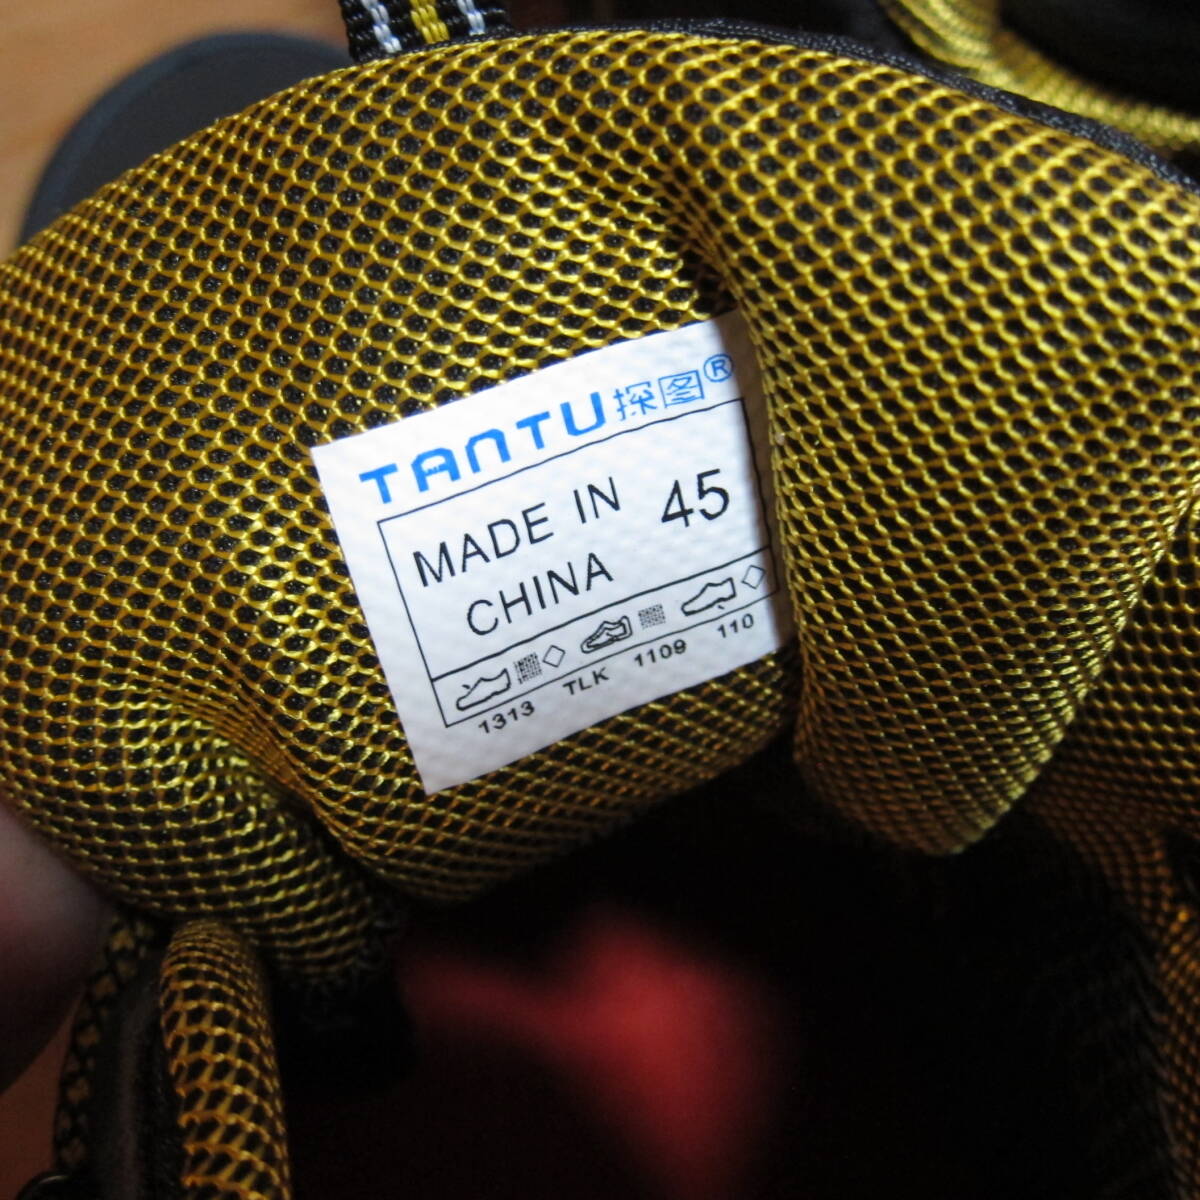 TANTU探图®
MADE IN 45
CHINA
1313 TLK 1109 110